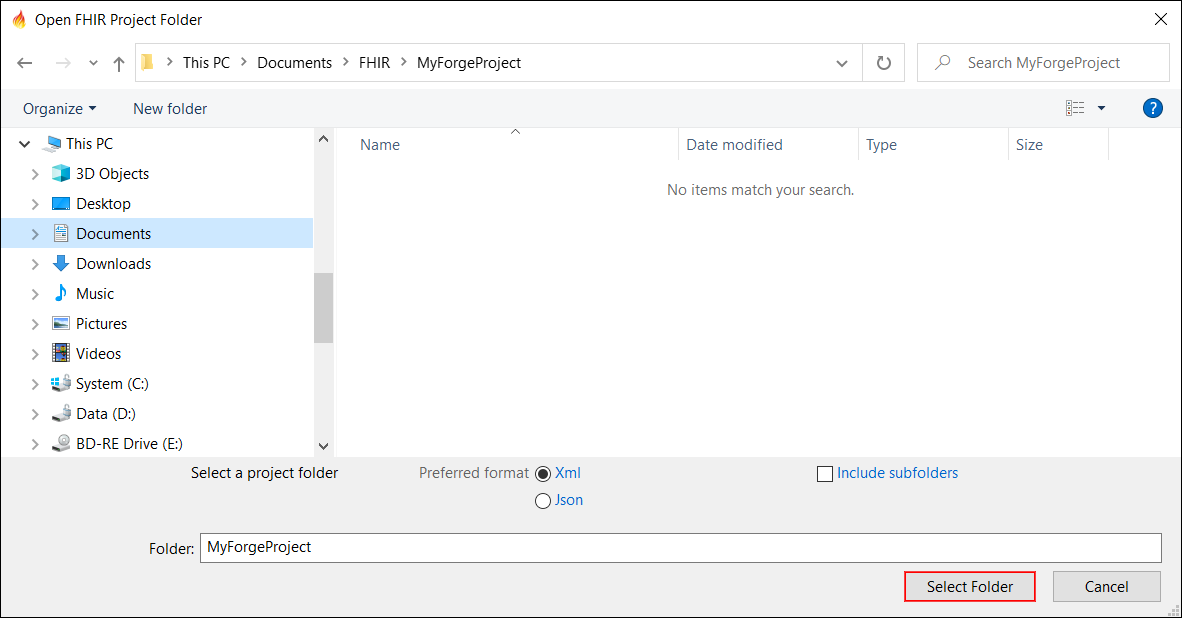 Open FHIR Project Folder
This PC Documents FHIR MyForgeProject Search MyForgeProject
Organize New folder ?
This PC
3D Objects
Desktop
Documents
Downloads
Music
Pictures
Videos
System (C:)
Data (D:)
BD-RE Drive (E:)
Name Date modified Type Size
No items match your search.
Select a project folder Preferred format Xml Include subfolders
Json
Folder: MyForgeProject
Select Folder Cancel